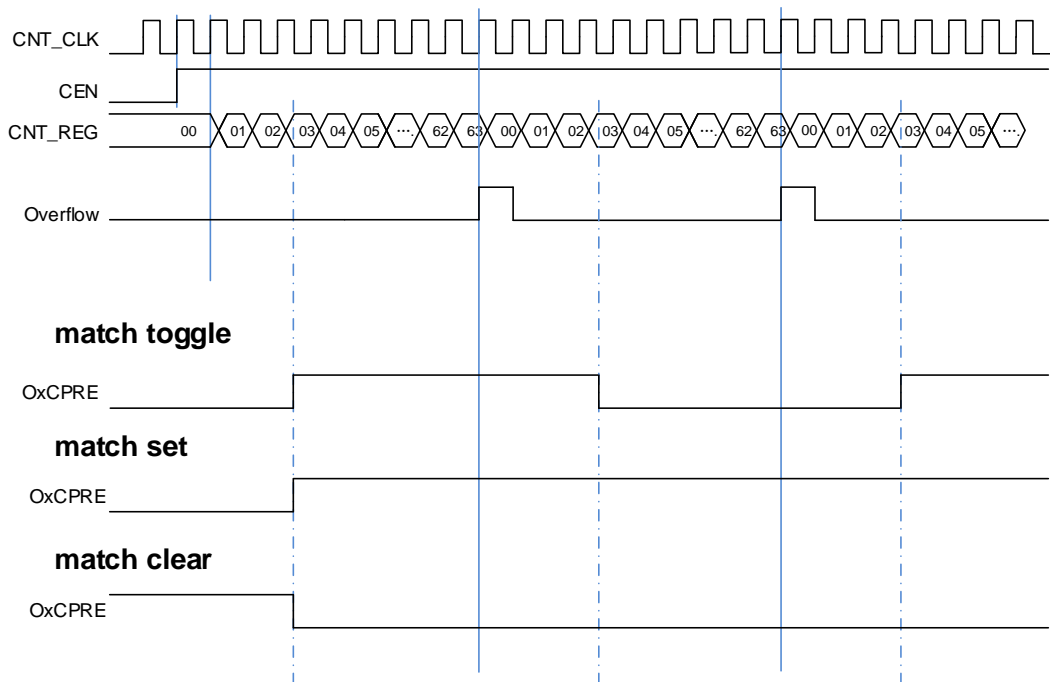 CNT_CLK
CEN
CNT_REG 00 01 02 03 04 05 ···. 62 63 00 01 02 03 04 05 ···. 62 63 00 01 02 03 04 05 ···.
Overflow
match toggle
OxCPRE
match set
OxCPRE
match clear
OxCPRE